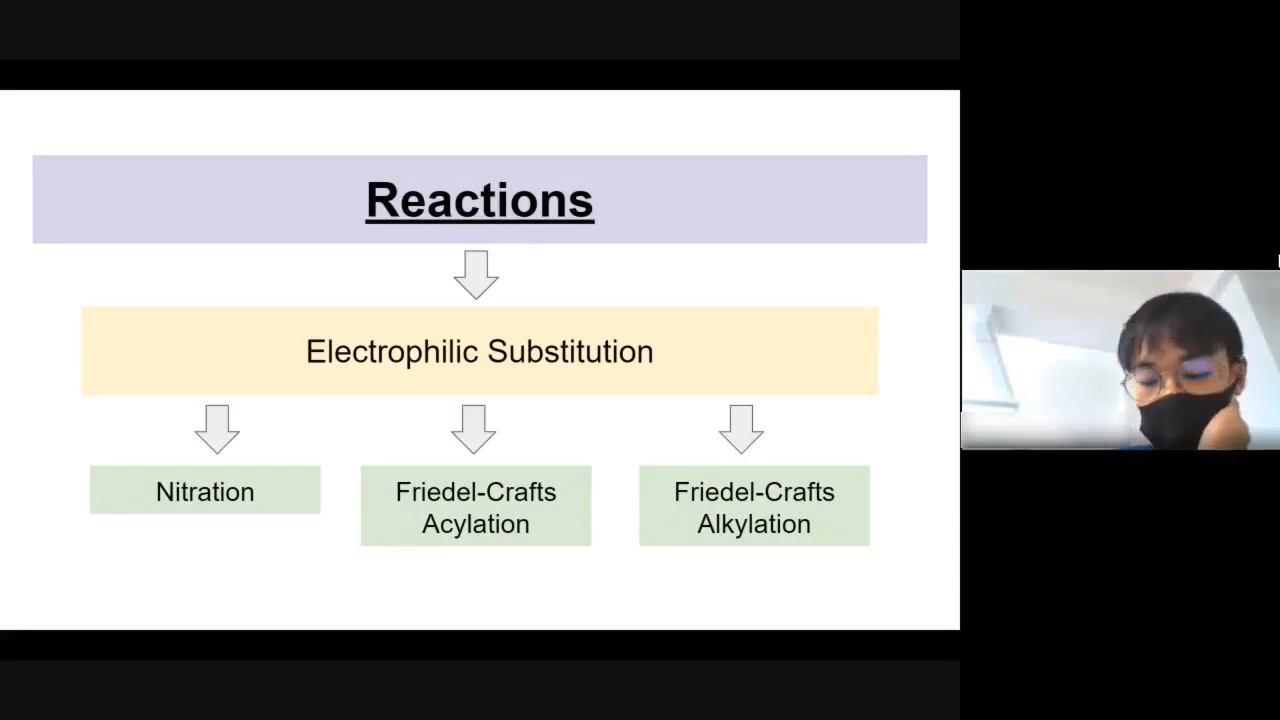 Reactions
Electrophilic Substitution
Nitration
Friedel-Crafts
Acylation
Friedel-Crafts
Alkylation